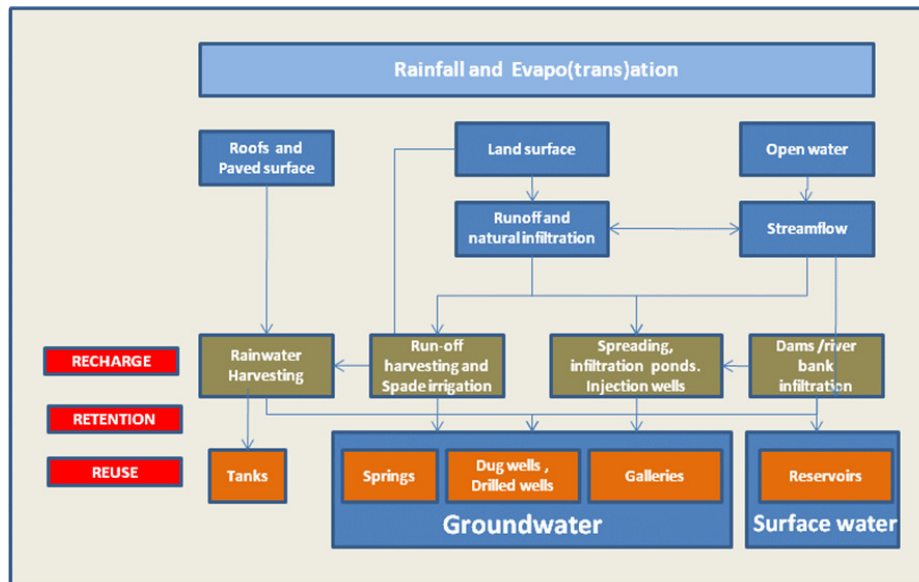 Rainfall and Evapo(trans)ation
Roofs and
Paved surface
Land surface
Open water
Runoff and
natural infiltration
Streamflow
RECHARGE
Rainwater
Harvesting
Run-off
harvesting and
Spade irrigation
Spreading,
infiltration ponds.
Injection wells
Dams /river
bank
infiltration
RETENTION
REUSE
Tanks
Springs
Dug wells ,
Drilled wells
Galleries
Reservoirs
Groundwater
Surface water